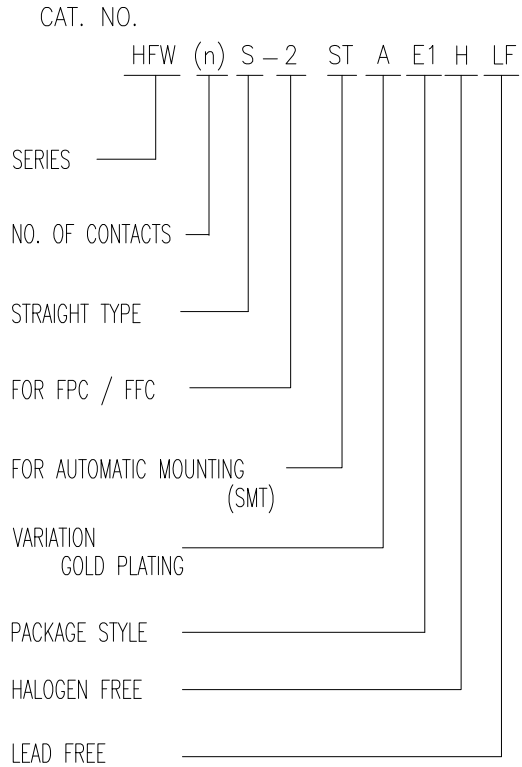 CAT. NO.
HFW (n) S - 2 ST A E1 H LF
SERIES
NO. OF CONTACTS
STRAIGHT TYPE
FOR FPC / FFC
FOR AUTOMATIC MOUNTING
(SMT)
VARIATION
GOLD PLATING
PACKAGE STYLE
HALOGEN FREE
LEAD FREE